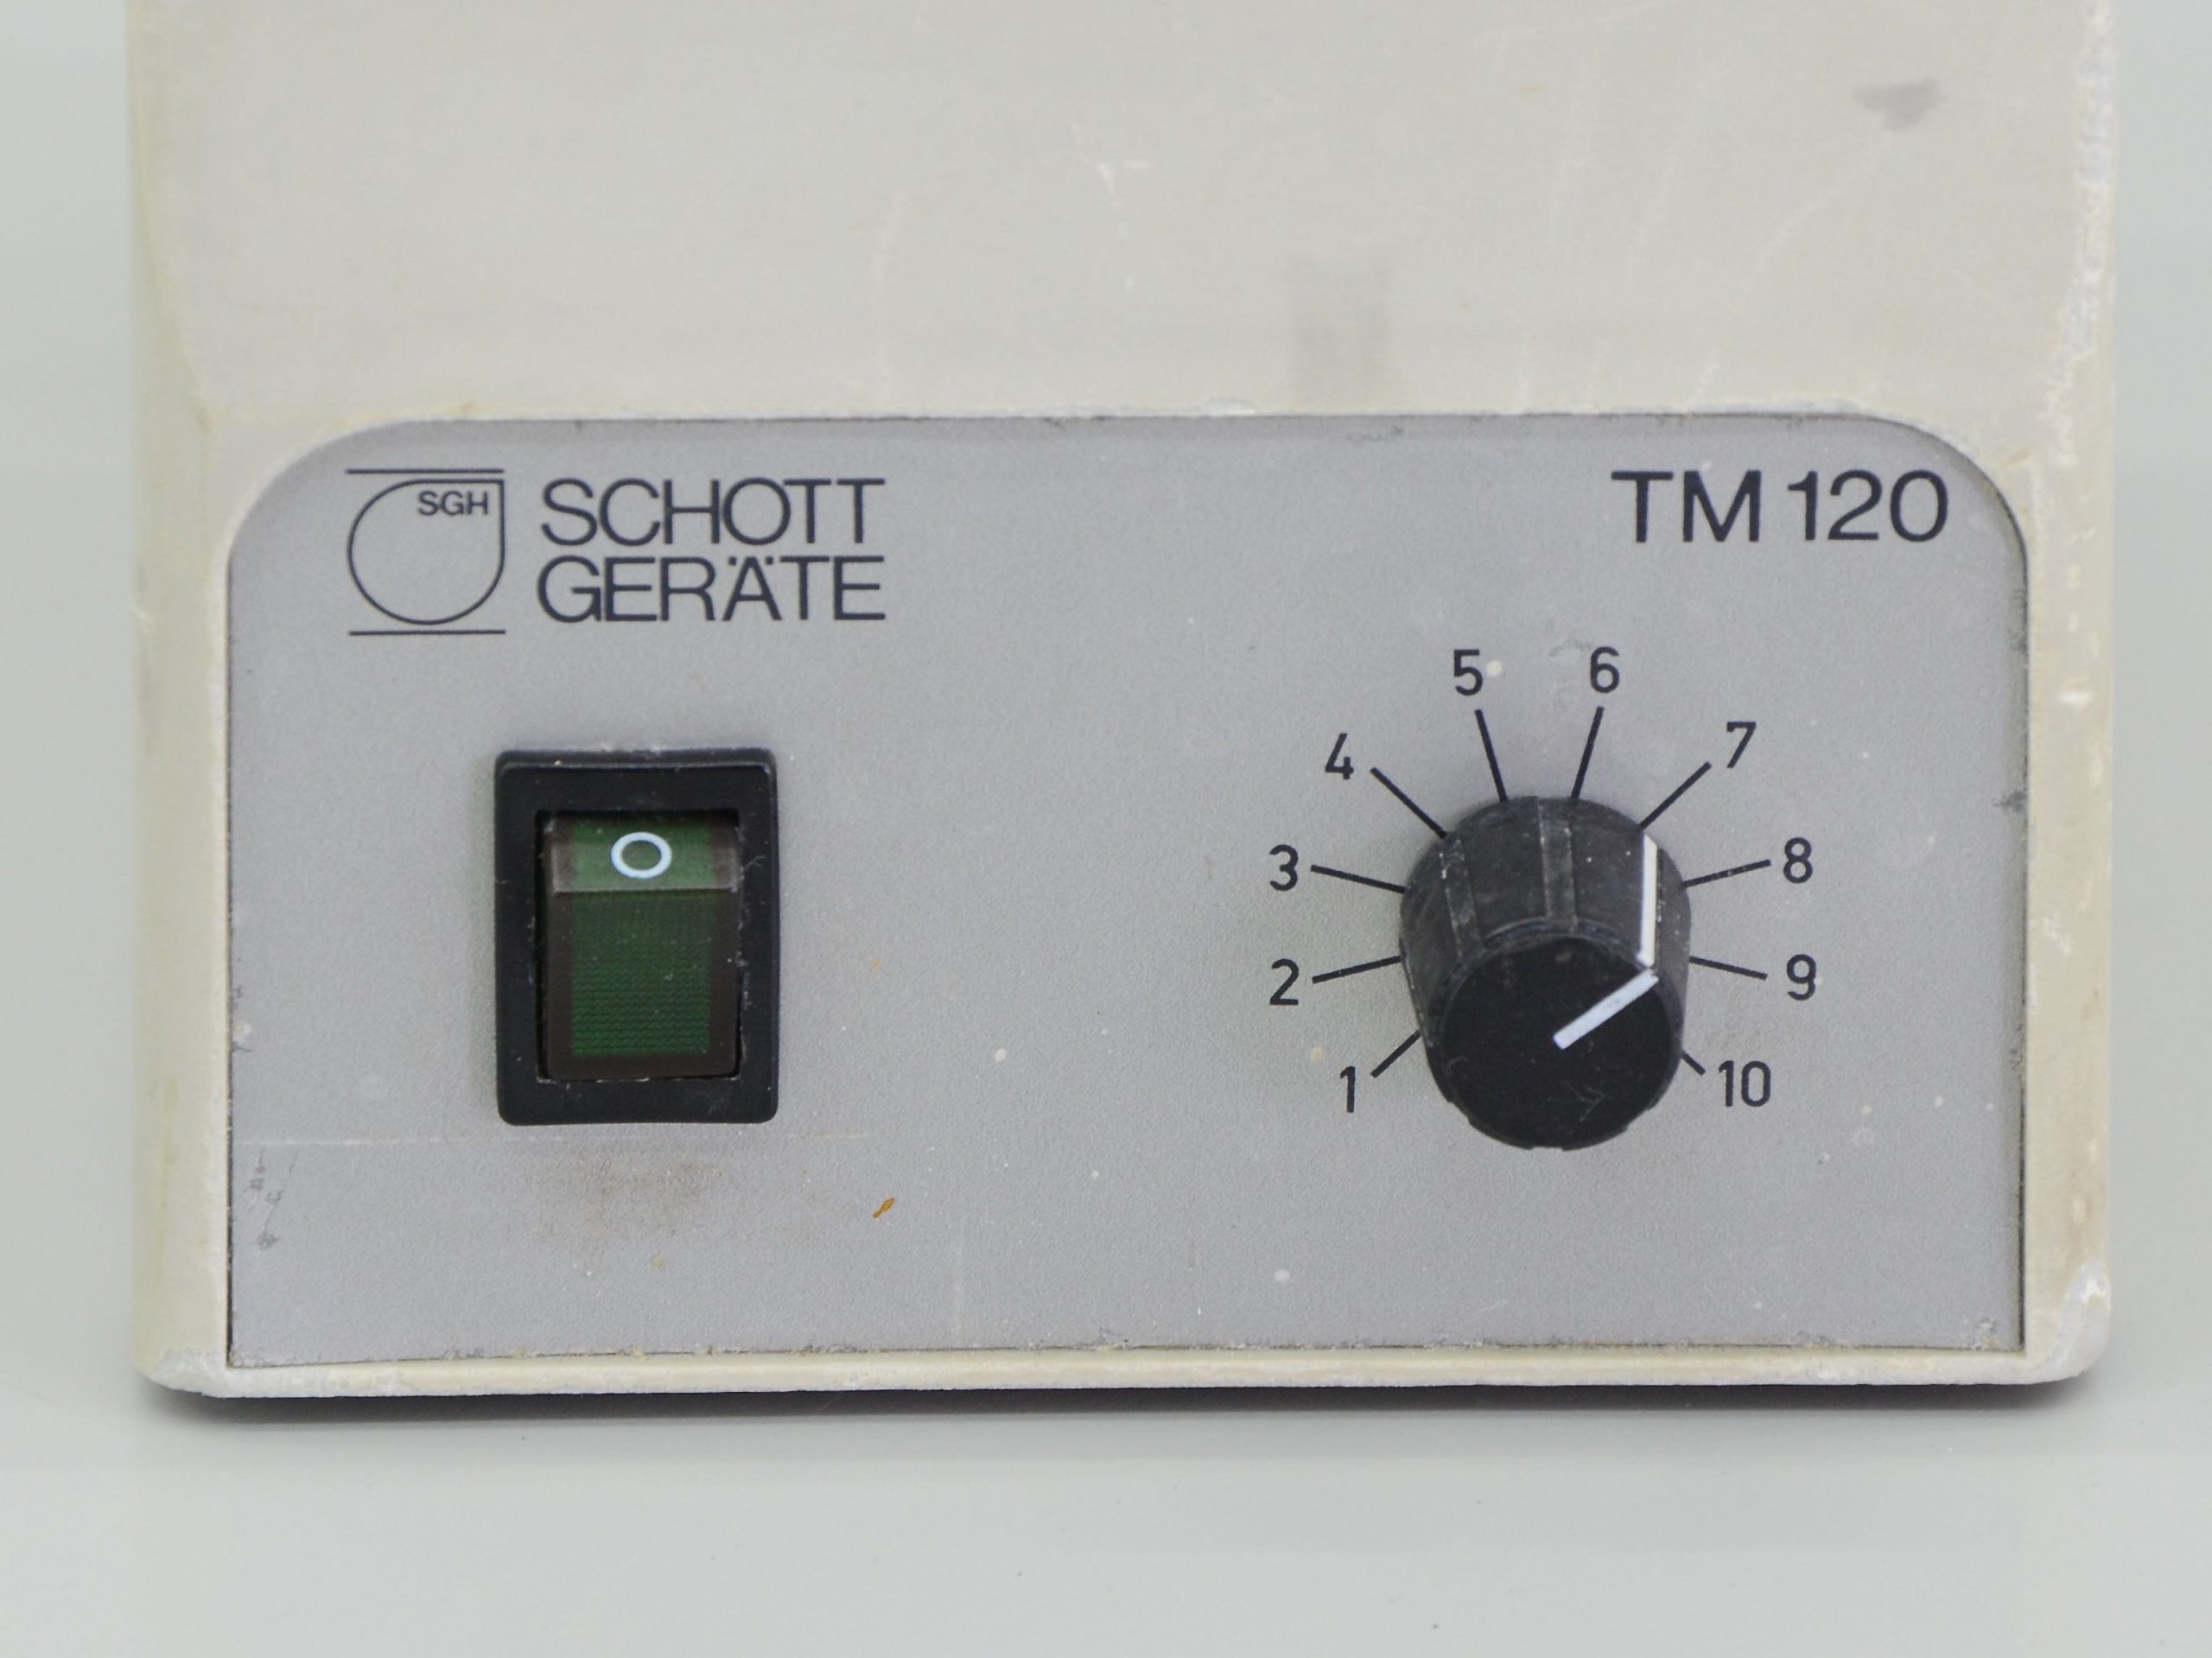 SGH
SCHOTT
GERÄTE
TM 120
5 6
4 7
3 8
2 9
1 10
O